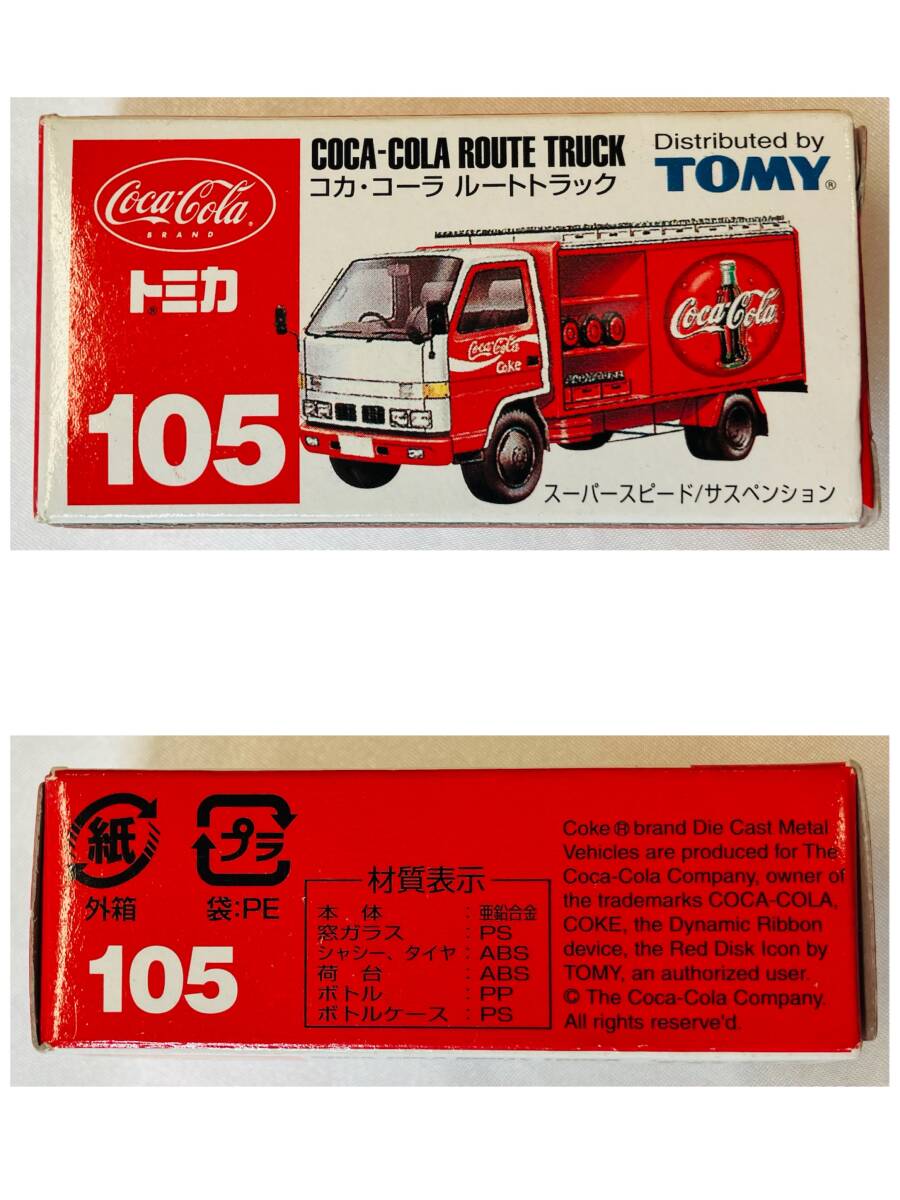 COCA-COLA ROUTE TRUCK
コカ・コーラ ルートトラック
Distributed by
TOMY®
Coca-Cola®
BRAND
トミカ®
105
Coca-Cola
Coke
Coca-Cola
スーパースピード/サスペンション
紙
外箱
プラ
袋:PE
105
材質表示
本 体 : 亜鉛合金
窓ガラス : PS
シャシー、タイヤ : ABS
荷 台 : ABS
ボトル : PP
ボトルケース : PS
Coke ® brand Die Cast Metal
Vehicles are produced for The
Coca-Cola Company, owner of
the trademarks COCA-COLA,
COKE, the Dynamic Ribbon
device, the Red Disk Icon by
TOMY, an authorized user.
© The Coca-Cola Company.
All rights reserve'd.